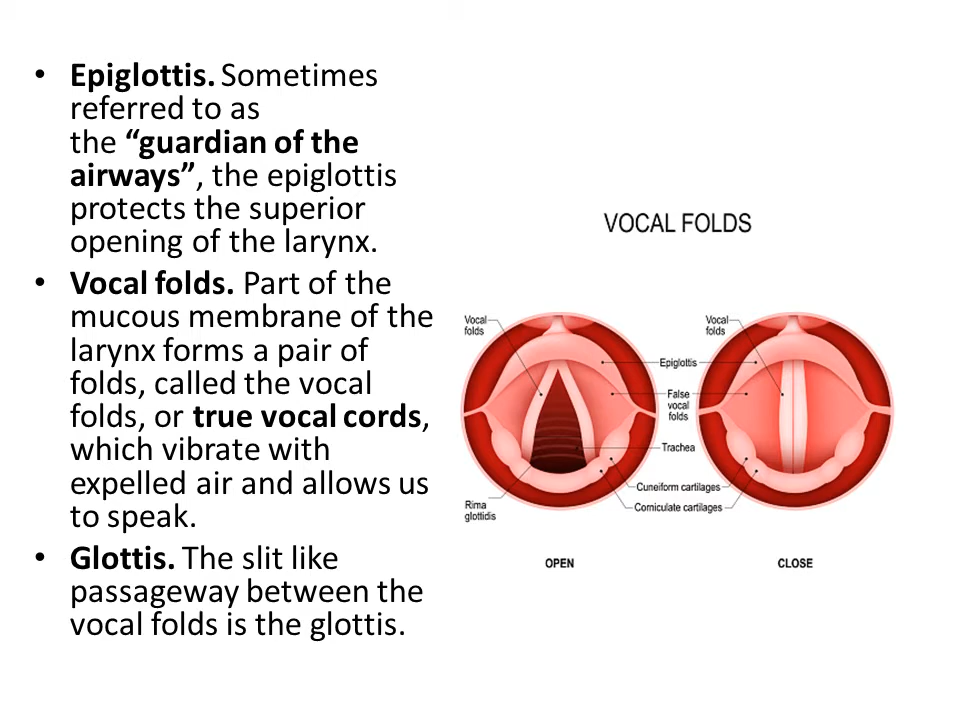 • Epiglottis. Sometimes
referred to as
the “guardian of the
airways”, the epiglottis
protects the superior
opening of the larynx.
• Vocal folds. Part of the
mucous membrane of the
larynx forms a pair of
folds, called the vocal
folds, or true vocal cords,
which vibrate with
expelled air and allows us
to speak.
• Glottis. The slit like
passageway between the
vocal folds is the glottis.
VOCAL FOLDS
Vocal
folds
Vocal
folds
Epiglottis
False
vocal
folds
Trachea
Cuneiform cartilages
Corniculate cartilages
Rima
glottidis
OPEN
CLOSE